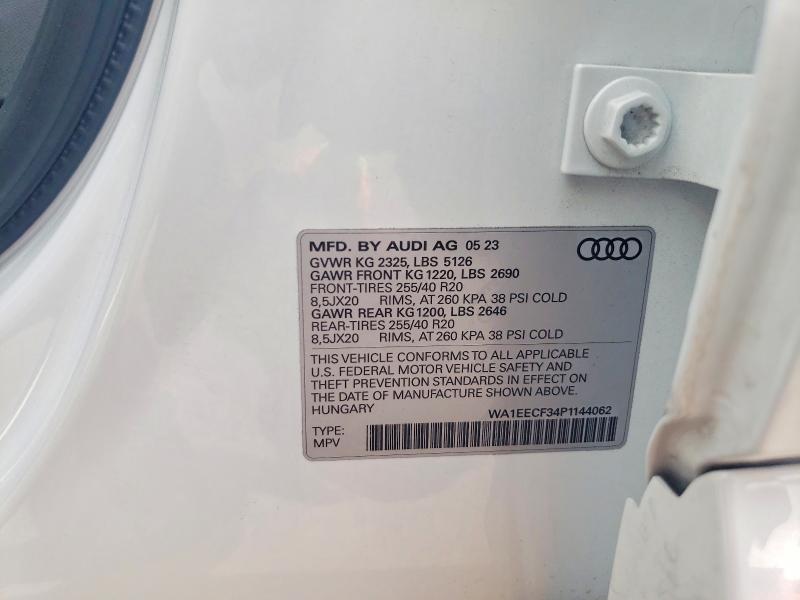 MFD. BY AUDI AG 05 23
GVWR KG 2325, LBS 5126
GAWR FRONT KG 1220, LBS 2690
FRONT-TIRES 255/40 R20
8,5JX20 RIMS, AT 260 KPA 38 PSI COLD
GAWR REAR KG 1200, LBS 2646
REAR-TIRES 255/40 R20
8,5JX20 RIMS, AT 260 KPA 38 PSI COLD
THIS VEHICLE CONFORMS TO ALL APPLICABLE
U.S. FEDERAL MOTOR VEHICLE SAFETY AND
THEFT PREVENTION STANDARDS IN EFFECT ON
THE DATE OF MANUFACTURE SHOWN ABOVE.
HUNGARY WA1EECF34P1144062
TYPE:
MPV